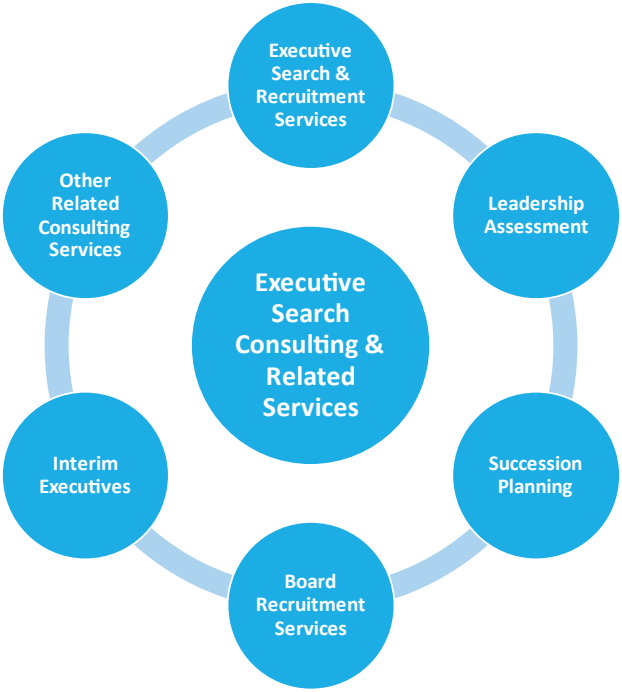 Executive
Search &
Recruitment
Services
Leadership
Assessment
Succession
Planning
Board
Recruitment
Services
Interim
Executives
Other
Related
Consulting
Services
Executive
Search
Consulting &
Related
Services